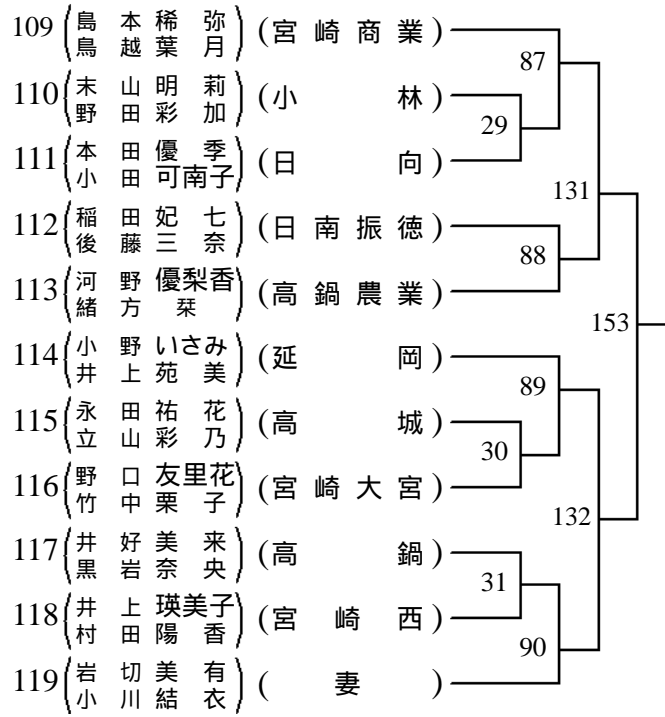 109 (島本稀弥 鳥越葉月) (宮崎商業)
87
110 (末山明莉 野田彩加) (小林)
29
111 (本田優季 小田可南子) (日向)
131
112 (稲田妃七 後藤三奈) (日南振徳)
88
113 (河野優梨香 緒方栞) (高鍋農業)
153
114 (小野いさみ 井上苑美) (延岡)
89
115 (永田祐花 立山彩乃) (高城)
30
116 (野口友里花 竹中栗子) (宮崎大宮)
132
117 (井好美来 黒岩奈央) (高鍋)
31
118 (井上瑛美子 村田陽香) (宮崎西)
90
119 (岩切美有 小川結衣) (妻)